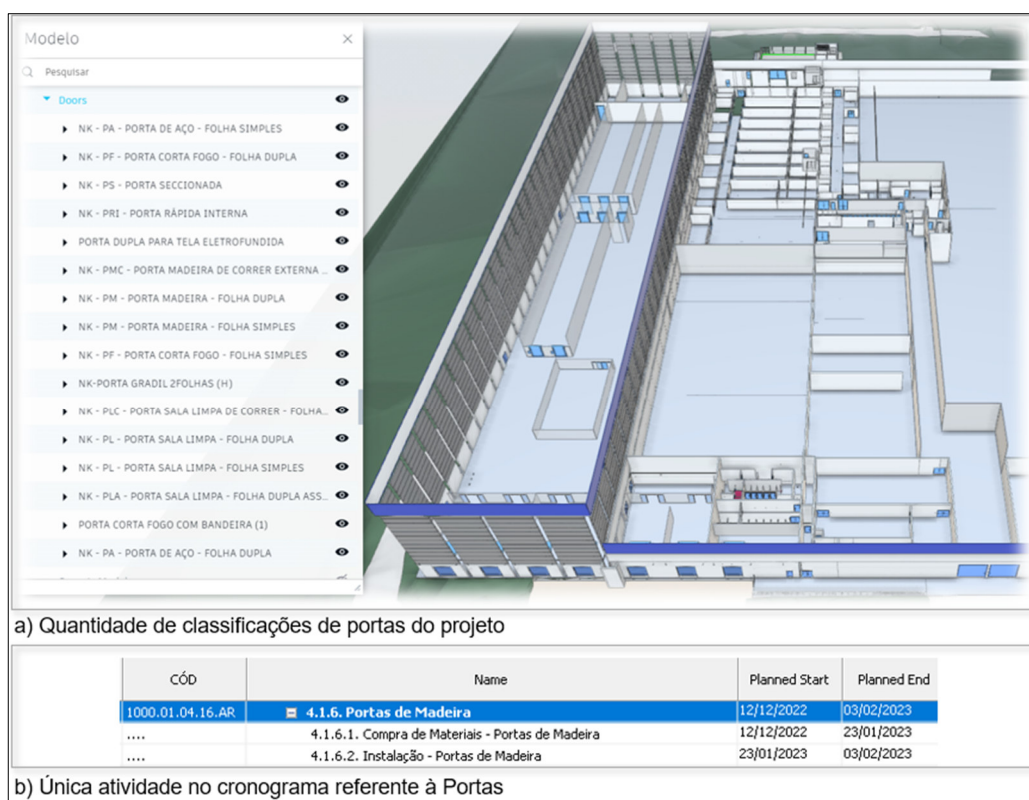 Modelo
Pesquisar
Doors
NK - PA - PORTA DE AÇO - FOLHA SIMPLES
NK - PF - PORTA CORTA FOGO - FOLHA DUPLA
NK - PS - PORTA SECCIONADA
NK - PRI - PORTA RÁPIDA INTERNA
PORTA DUPLA PARA TELA ELETROFUNDIDA
NK - PMC - PORTA MADEIRA DE CORRER EXTERNA ...
NK - PM - PORTA MADEIRA - FOLHA DUPLA
NK - PM - PORTA MADEIRA - FOLHA SIMPLES
NK - PF - PORTA CORTA FOGO - FOLHA SIMPLES
NK-PORTA GRADIL 2FOLHAS (H)
NK - PLC - PORTA SALA LIMPA DE CORRER - FOLHA...
NK - PL - PORTA SALA LIMPA - FOLHA DUPLA
NK - PL - PORTA SALA LIMPA - FOLHA SIMPLES
NK - PLA - PORTA SALA LIMPA - FOLHA DUPLA ASS...
PORTA CORTA FOGO COM BANDEIRA (1)
NK - PA - PORTA DE AÇO - FOLHA DUPLA
a) Quantidade de classificações de portas do projeto
CÓD Name Planned Start Planned End
1000.01.04.16.AR 4.1.6. Portas de Madeira 12/12/2022 03/02/2023
.... 4.1.6.1. Compra de Materiais - Portas de Madeira 12/12/2022 23/01/2023
.... 4.1.6.2. Instalação - Portas de Madeira 23/01/2023 03/02/2023
b) Única atividade no cronograma referente à Portas